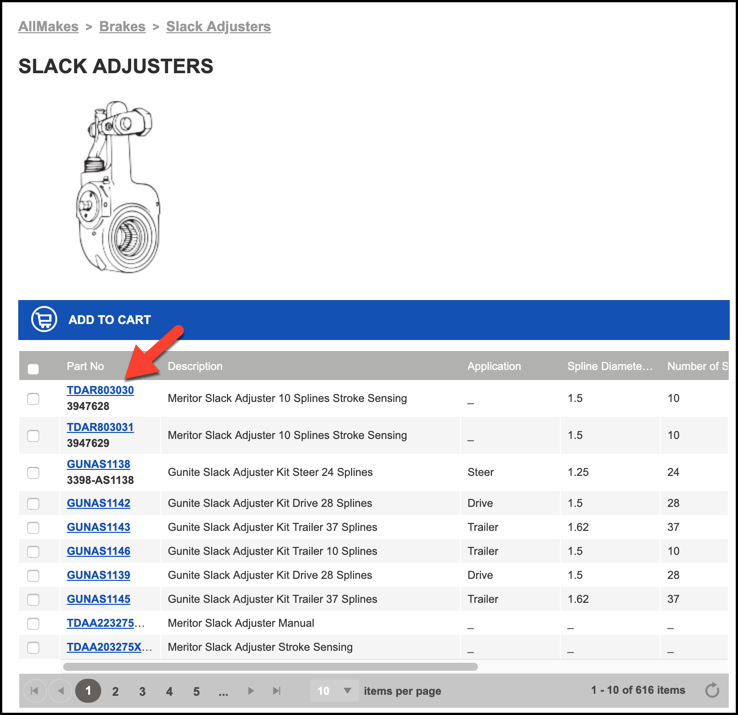 AllMakes > Brakes > Slack Adjusters
SLACK ADJUSTERS
ADD TO CART
Part No Description Application Spline Diamete... Number of S
TDAR803030
3947628 Meritor Slack Adjuster 10 Splines Stroke Sensing _ 1.5 10
TDAR803031
3947629 Meritor Slack Adjuster 10 Splines Stroke Sensing _ 1.5 10
GUNAS1138
3398-AS1138 Gunite Slack Adjuster Kit Steer 24 Splines Steer 1.25 24
GUNAS1142 Gunite Slack Adjuster Kit Drive 28 Splines Drive 1.5 28
GUNAS1143 Gunite Slack Adjuster Kit Trailer 37 Splines Trailer 1.62 37
GUNAS1146 Gunite Slack Adjuster Kit Trailer 10 Splines Trailer 1.5 10
GUNAS1139 Gunite Slack Adjuster Kit Drive 28 Splines Drive 1.5 28
GUNAS1145 Gunite Slack Adjuster Kit Trailer 37 Splines Trailer 1.62 37
TDAA223275... Meritor Slack Adjuster Manual _ _ _
TDAA203275X... Meritor Slack Adjuster Stroke Sensing _ _ _
1 2 3 4 5 ... 10 items per page 1 - 10 of 616 items